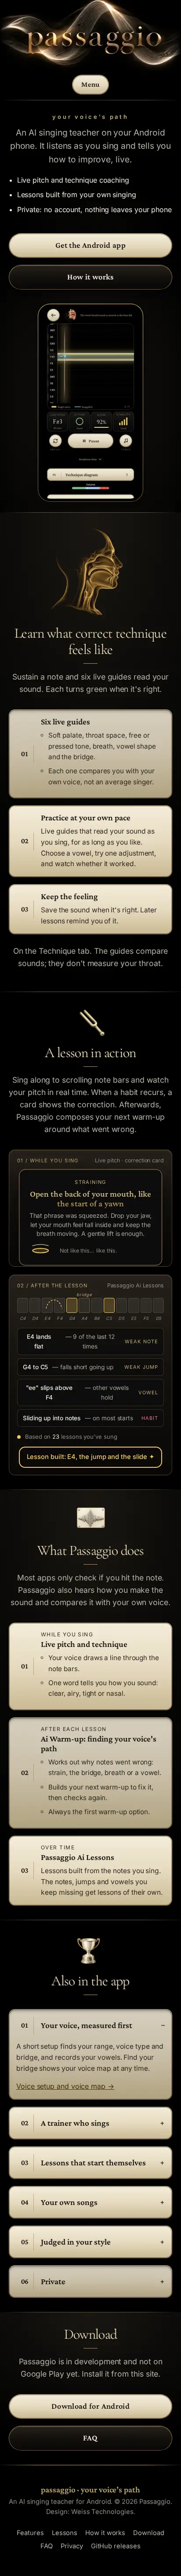 passaggio
Menu
your voice's path
An AI singing teacher on your Android
phone. It listens as you sing and tells you
how to improve, live.
Live pitch and technique coaching
Lessons built from your own singing
Private: no account, nothing leaves your phone
Get the Android app
How it works
92%
Pause
Technique diagram
Learn what correct technique
feels like
Sustain a note and six live guides read your
sound. Each turns green when it's right.
01
Six live guides
Soft palate, throat space, free or
pressed tone, breath, vowel shape
and the bridge.
Each one compares you with your
own voice, not an average singer.
02
Practice at your own pace
Live guides that read your sound as
you sing, for as long as you like.
Choose a vowel, try one adjustment,
and watch whether it worked.
03
Keep the feeling
Save the sound when it's right. Later
lessons remind you of it.
On the Technique tab. The guides compare
sounds; they don't measure your throat.
A lesson in action
Sing along to scrolling note bars and watch
your pitch in real time. When a habit recurs, a
card shows the correction. Afterwards,
Passaggio composes your next warm-up
around what went wrong.
01 / WHILE YOU SING
Live pitch · correction card
STRAINING
Open the back of your mouth, like
the start of a yawn
That phrase was squeezed. Drop your jaw,
let your mouth fall tall inside and keep the
breath moving. A gentle lift is enough.
Not like this... like this.
02 / AFTER THE LESSON
Passaggio Ai Lessons
Bridge
E4 lands flat — 9 of the last 12 times WEAK NOTE
G4 to C5 — falls short going up WEAK JUMP
"ee" slips above F4 — other vowels hold VOWEL
Sliding up into notes — on most starts HABIT
Based on 23 lessons you've sung
Lesson built: E4, the jump and the slide
What Passaggio does
Most apps only check if you hit the note.
Passaggio also hears how you make the
sound, and compares it with your own voice.
WHILE YOU SING
01
Live pitch and technique
Your voice draws a line through the
note bars.
One word tells you how you sound:
clear, airy, tight or nasal.
AFTER EACH LESSON
02
Ai Warm-up: finding your voice's
path
Works out why notes went wrong:
strain, the bridge, breath or a vowel.
Builds your next warm-up to fix it,
then checks again.
Always the first warm-up option.
OVER TIME
03
Passaggio Ai Lessons
Lessons built from the notes you sing.
The notes, jumps and vowels you
keep missing get lessons of their own.
Also in the app
01 Your voice, measured first −
A short setup finds your range, voice type and
bridge, and records your vowels. Find your
bridge shows your voice map at any time.
Voice setup and voice map →
02 A trainer who sings +
03 Lessons that start themselves +
04 Your own songs +
05 Judged in your style +
06 Private +
Download
Passaggio is in development and not on
Google Play yet. Install it from this site.
Download for Android
FAQ
passaggio - your voice's path
An AI singing teacher for Android. © 2026 Passaggio.
Design: Weiss Technologies.
Features Lessons How it works Download
FAQ Privacy GitHub releases